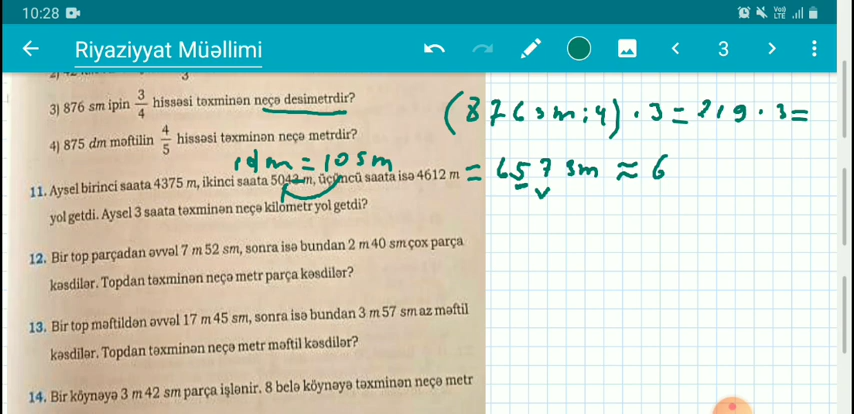 10:28
Vo)) LTE
Riyaziyyat Müəllimi
3
3) 876 sm ipin 3/4 hissəsi təxminən neçə desimetrdir?
(876 sm : 4) · 3 = 219 · 3 =
4) 875 dm məftilin 4/5 hissəsi təxminən neçə metrdir?
1dm = 10sm
= 657 sm ≈ 6
11. Aysel birinci saata 4375 m, ikinci saata 5042 m, üçüncü saata isə 4612 m
yol getdi. Aysel 3 saata təxminən neçə kilometr yol getdi?
12. Bir top parçadan əvvəl 7 m 52 sm, sonra isə bundan 2 m 40 sm çox parça
kəsdilər. Topdan təxminən neçə metr parça kəsdilər?
13. Bir top məftildən əvvəl 17 m 45 sm, sonra isə bundan 3 m 57 sm az məftil
kəsdilər. Topdan təxminən neçə metr məftil kəsdilər?
14. Bir köynəyə 3 m 42 sm parça işlənir. 8 belə köynəyə təxminən neçə metr